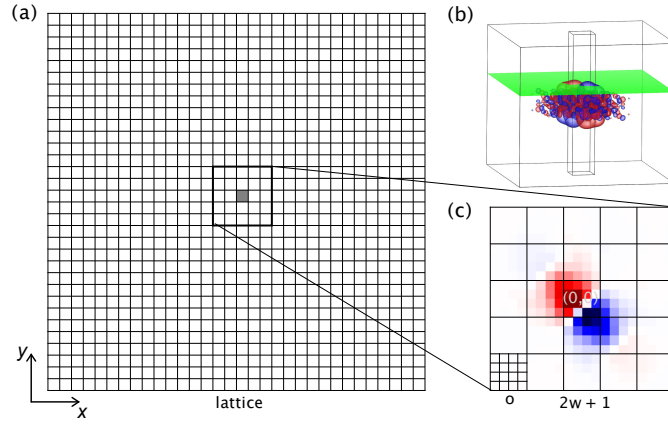 (a)
(b)
(c)
(0,0)
y
x
lattice
o
2w + 1